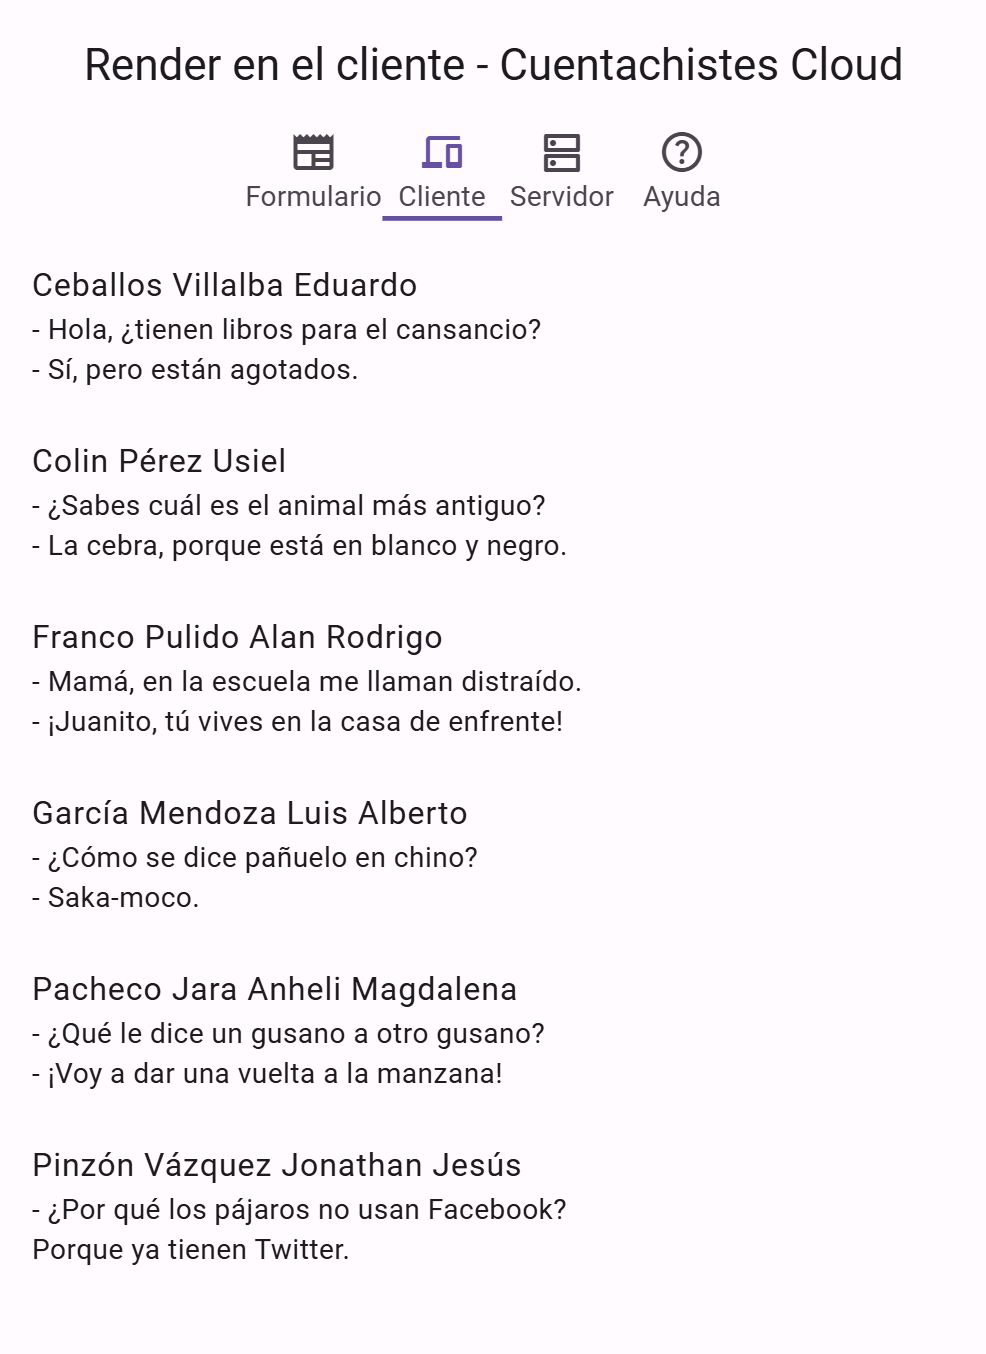 Render en el cliente - Cuentachistes Cloud
Formulario Cliente Servidor Ayuda
Ceballos Villalba Eduardo
- Hola, ¿tienen libros para el cansancio?
- Sí, pero están agotados.
Colin Pérez Usiel
- ¿Sabes cuál es el animal más antiguo?
- La cebra, porque está en blanco y negro.
Franco Pulido Alan Rodrigo
- Mamá, en la escuela me llaman distraído.
- ¡Juanito, tú vives en la casa de enfrente!
García Mendoza Luis Alberto
- ¿Cómo se dice pañuelo en chino?
- Saka-moco.
Pacheco Jara Anheli Magdalena
- ¿Qué le dice un gusano a otro gusano?
- ¡Voy a dar una vuelta a la manzana!
Pinzón Vázquez Jonathan Jesús
- ¿Por qué los pájaros no usan Facebook?
Porque ya tienen Twitter.